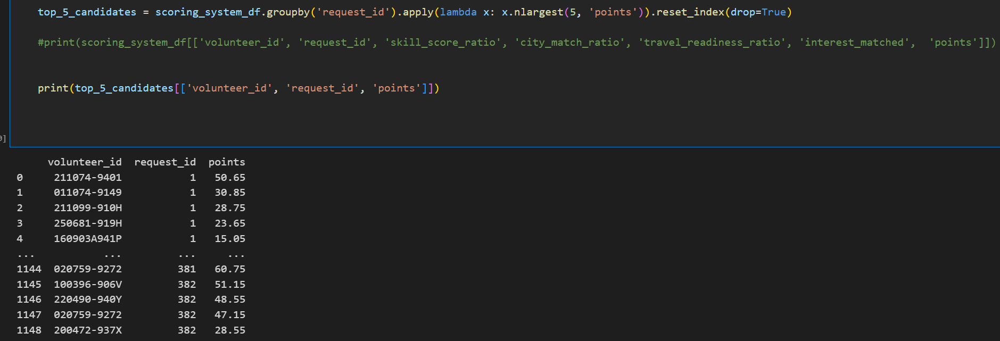 top_5_candidates = scoring_system_df.groupby('request_id').apply(lambda x: x.nlargest(5, 'points')).reset_index(drop=True)
#print(scoring_system_df[['volunteer_id', 'request_id', 'skill_score_ratio', 'city_match_ratio', 'travel_readiness_ratio', 'interest_matched',  'points']])
print(top_5_candidates[['volunteer_id', 'request_id', 'points']])
]
volunteer_id  request_id  points
0     211074-9401           1   50.65
1     011074-9149           1   30.85
2     211099-910H           1   28.75
3     250681-919H           1   23.65
4     160903A941P           1   15.05
...           ...         ...     ...
1144  020759-9272         381   60.75
1145  100396-906V         382   51.15
1146  220490-940Y         382   48.55
1147  020759-9272         382   47.15
1148  200472-937X         382   28.55